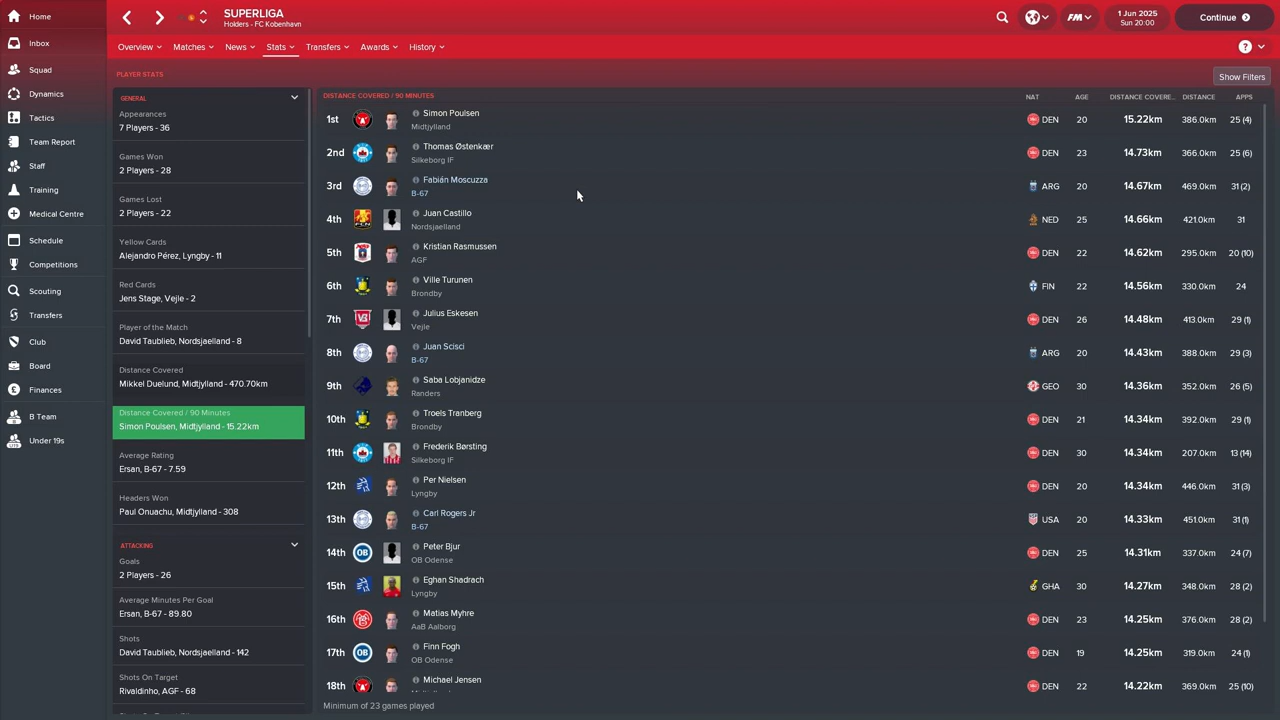 Home
Inbox
Squad
Dynamics
Tactics
Team Report
Staff
Training
Medical Centre
Schedule
Competitions
Scouting
Transfers
Club
Board
Finances
B Team
Under 19s
SUPERLIGA
Holders - FC Kobenhavn
FM
1 Jun 2025
Sun 20:00
Continue
Overview
Matches
News
Stats
Transfers
Awards
History
?
PLAYER STATS
Show Filters
GENERAL
Appearances
7 Players - 36
Games Won
2 Players - 28
Games Lost
2 Players - 22
Yellow Cards
Alejandro Pérez, Lyngby - 11
Red Cards
Jens Stage, Vejle - 2
Player of the Match
David Taublieb, Nordsjaelland - 8
Distance Covered
Mikkel Duelund, Midtjylland - 470.70km
Distance Covered / 90 Minutes
Simon Poulsen, Midtjylland - 15.22km
Average Rating
Ersan, B-67 - 7.59
Headers Won
Paul Onuachu, Midtjylland - 308
ATTACKING
Goals
2 Players - 26
Average Minutes Per Goal
Ersan, B-67 - 89.80
Shots
David Taublieb, Nordsjaelland - 142
Shots On Target
Rivaldinho, AGF - 68
DISTANCE COVERED / 90 MINUTES NAT AGE DISTANCE COVERE... DISTANCE APPS
1st Simon Poulsen DEN 20 15.22km 386.0km 25 (4)
Midtjylland
2nd Thomas Østenkær DEN 23 14.73km 366.0km 25 (6)
Silkeborg IF
3rd Fabián Moscuzza ARG 20 14.67km 469.0km 31 (2)
B-67
4th Juan Castillo NED 25 14.66km 421.0km 31
Nordsjaelland
5th Kristian Rasmussen DEN 22 14.62km 295.0km 20 (10)
AGF
6th Ville Turunen FIN 22 14.56km 330.0km 24
Brondby
7th Julius Eskesen DEN 26 14.48km 413.0km 29 (1)
Vejle
8th Juan Scisci ARG 20 14.43km 388.0km 29 (3)
B-67
9th Saba Lobjanidze GEO 30 14.36km 352.0km 26 (5)
Randers
10th Troels Tranberg DEN 21 14.34km 392.0km 29 (1)
Brondby
11th Frederik Børsting DEN 30 14.34km 207.0km 13 (14)
Silkeborg IF
12th Per Nielsen DEN 20 14.34km 446.0km 31 (3)
Lyngby
13th Carl Rogers Jr USA 20 14.33km 451.0km 31 (1)
B-67
14th Peter Bjur DEN 25 14.31km 337.0km 24 (7)
OB Odense
15th Eghan Shadrach GHA 30 14.27km 348.0km 28 (2)
Lyngby
16th Matias Myhre DEN 23 14.25km 376.0km 28 (2)
AaB Aalborg
17th Finn Fogh DEN 19 14.25km 319.0km 24 (1)
OB Odense
18th Michael Jensen DEN 22 14.22km 369.0km 25 (10)
Minimum of 23 games played